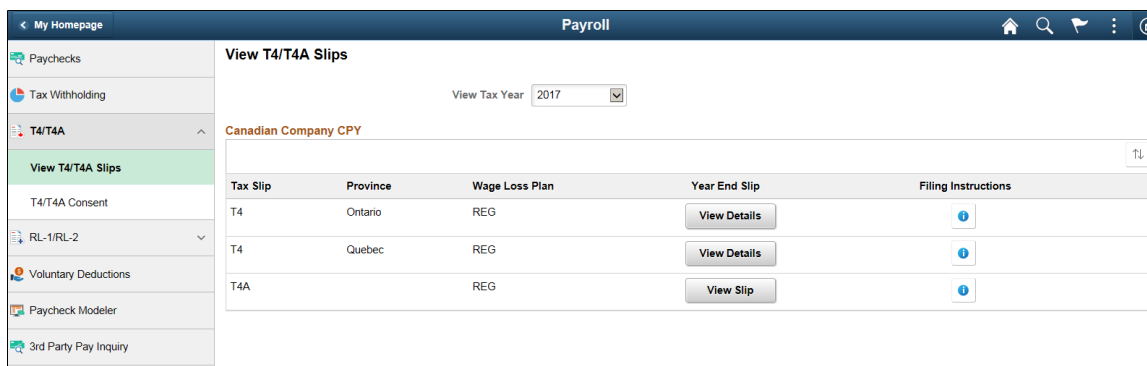 My Homepage
Payroll
Paychecks
Tax Withholding
T4/T4A
View T4/T4A Slips
T4/T4A Consent
RL-1/RL-2
Voluntary Deductions
Paycheck Modeler
3rd Party Pay Inquiry
View T4/T4A Slips
View Tax Year 2017
Canadian Company CPY
Tax Slip Province Wage Loss Plan Year End Slip Filing Instructions
T4 Ontario REG View Details
T4 Quebec REG View Details
T4A REG View Slip